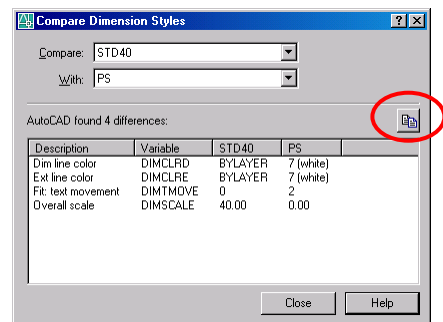 Compare Dimension Styles
Compare: STD40
With: PS
AutoCAD found 4 differences:
Description Variable STD40 PS
Dim line color DIMCLRD BYLAYER 7 (white)
Ext line color DIMCLRE BYLAYER 7 (white)
Fit: text movement DIMTMOVE 0 2
Overall scale DIMSCALE 40.00 0.00
Close Help